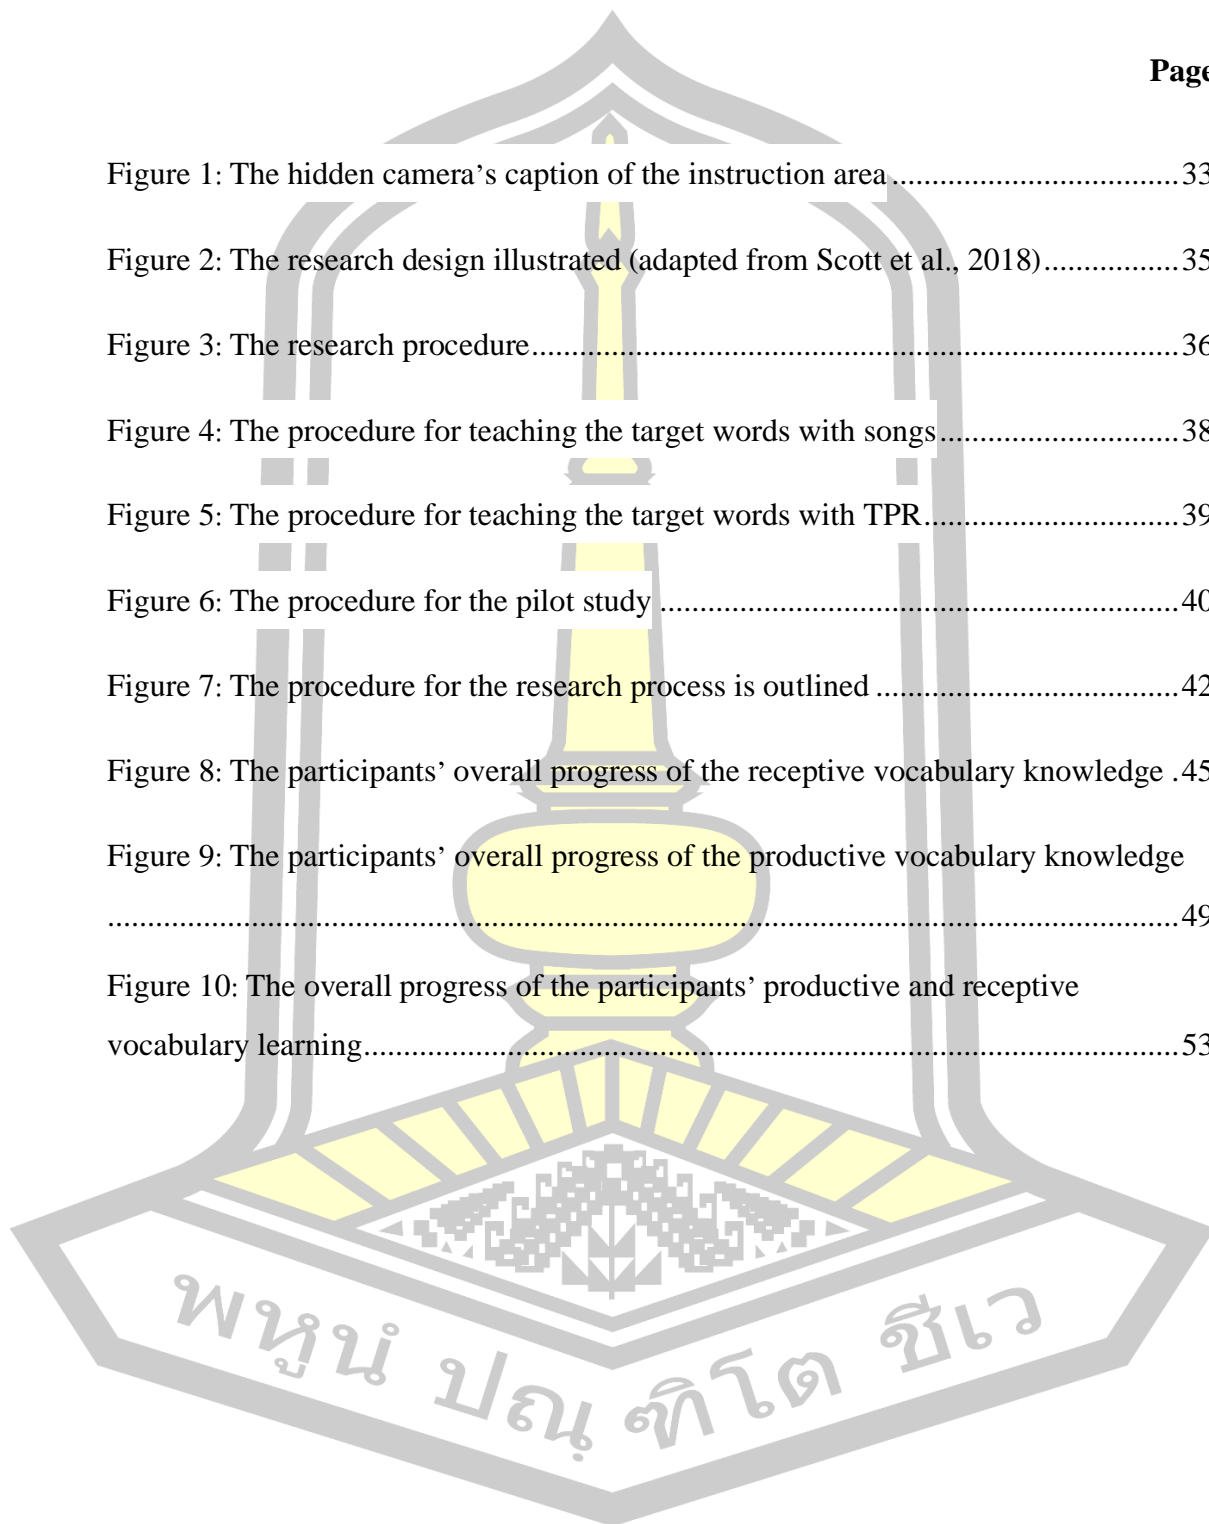 Page
Figure 1: The hidden camera’s caption of the instruction area....................................33
Figure 2: The research design illustrated (adapted from Scott et al., 2018).................35
Figure 3: The research procedure................................................................................36
Figure 4: The procedure for teaching the target words with songs..............................38
Figure 5: The procedure for teaching the target words with TPR................................39
Figure 6: The procedure for the pilot study ................................................................40
Figure 7: The procedure for the research process is outlined ......................................42
Figure 8: The participants’ overall progress of the receptive vocabulary knowledge .45
Figure 9: The participants’ overall progress of the productive vocabulary knowledge
....................................................................................................................................49
Figure 10: The overall progress of the participants’ productive and receptive
vocabulary learning.....................................................................................................53
พหูนํ ปณฺฑิโต ชีเว